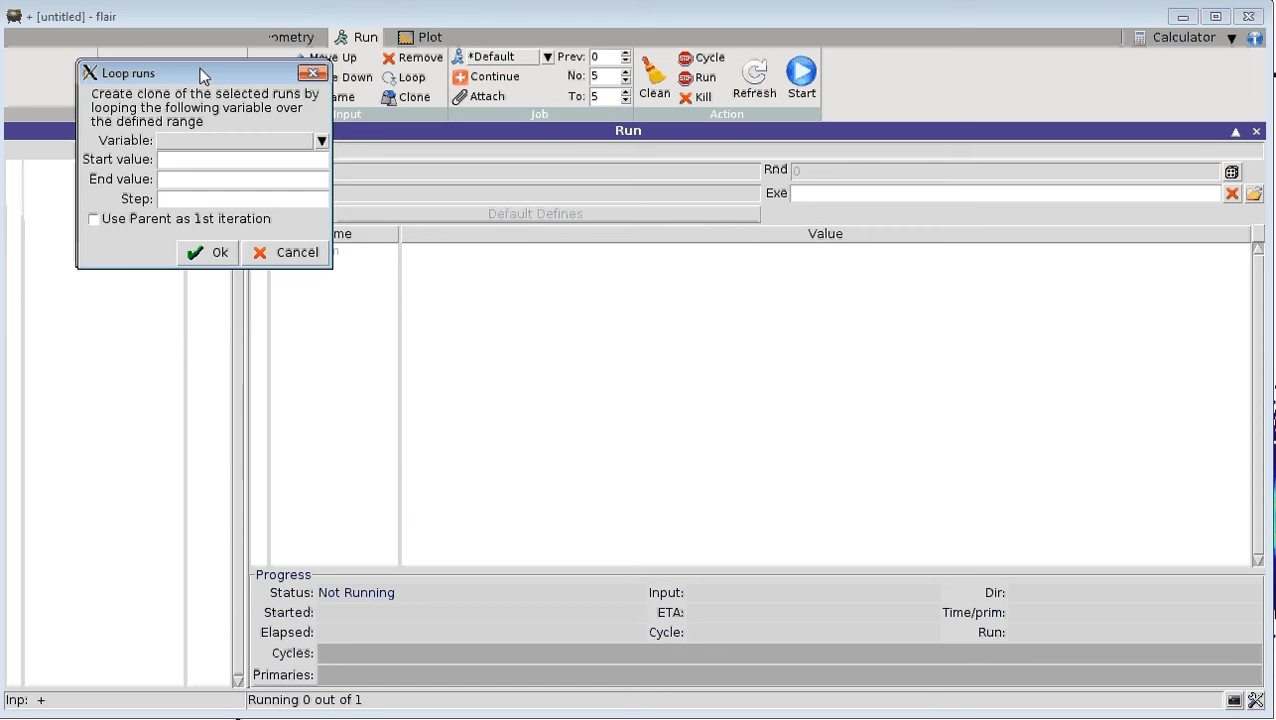 + [untitled] - flair
ometry Run Plot Calculator
Move Up Remove *Default Prev: 0 Cycle
Down Loop Continue No: 5 Run
ame Clone Attach To: 5 Clean Kill Refresh Start
Input Job Action
Loop runs
Create clone of the selected runs by
looping the following variable over
the defined range
Variable:
Start value:
End value:
Step:
Use Parent as 1st iteration
Ok Cancel
Run
Rnd 0
Exe
Default Defines
me Value
Progress
Status: Not Running Input: Dir:
Started: ETA: Time/prim:
Elapsed: Cycle: Run:
Cycles:
Primaries:
Inp: + Running 0 out of 1